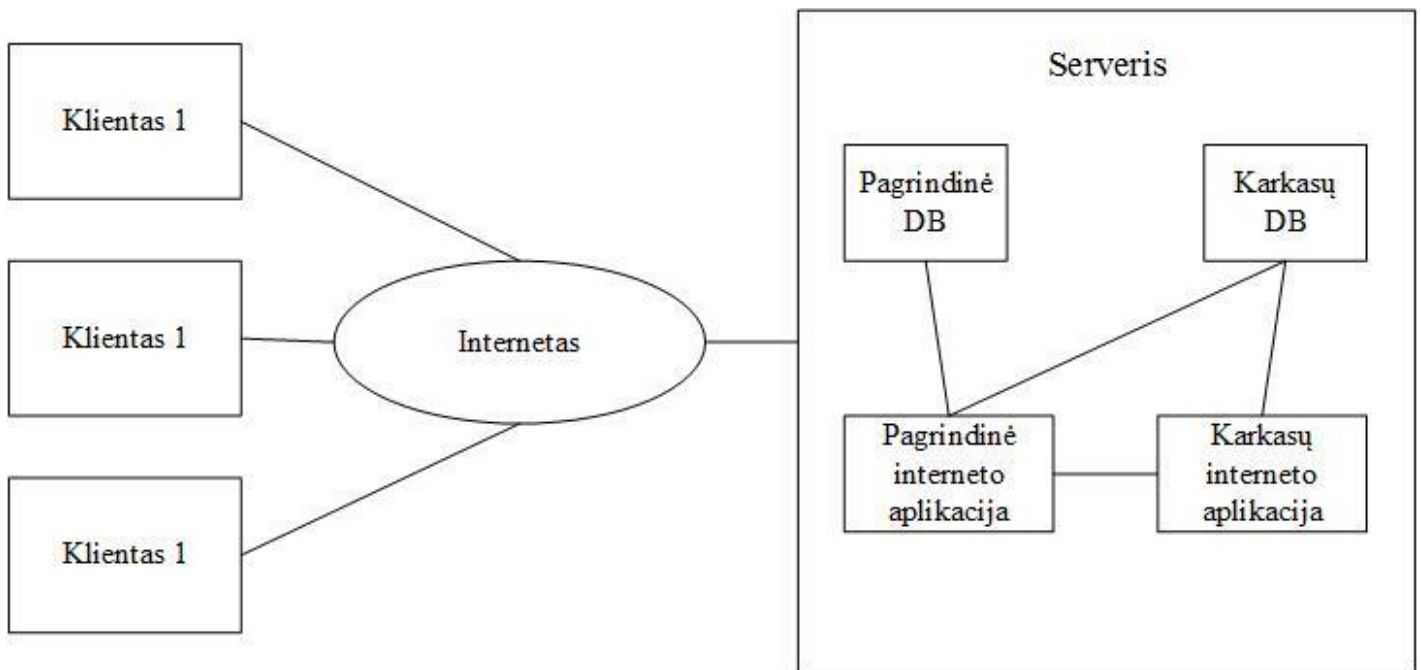 Klientas 1
Klientas 1
Klientas 1
Internetas
Serveris
Pagrindinė
DB
Karkasų
DB
Pagrindinė
interneto
aplikacija
Karkasų
interneto
aplikacija